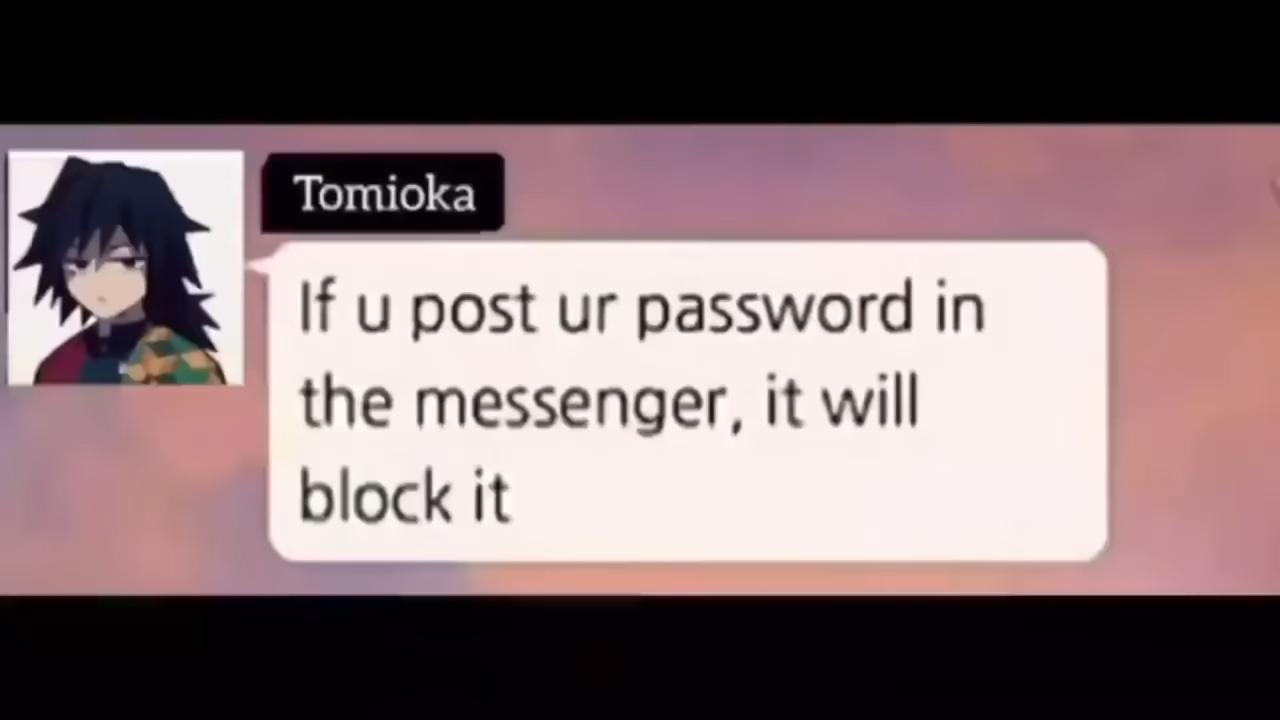 Tomioka
If u post ur password in
the messenger, it will
block it